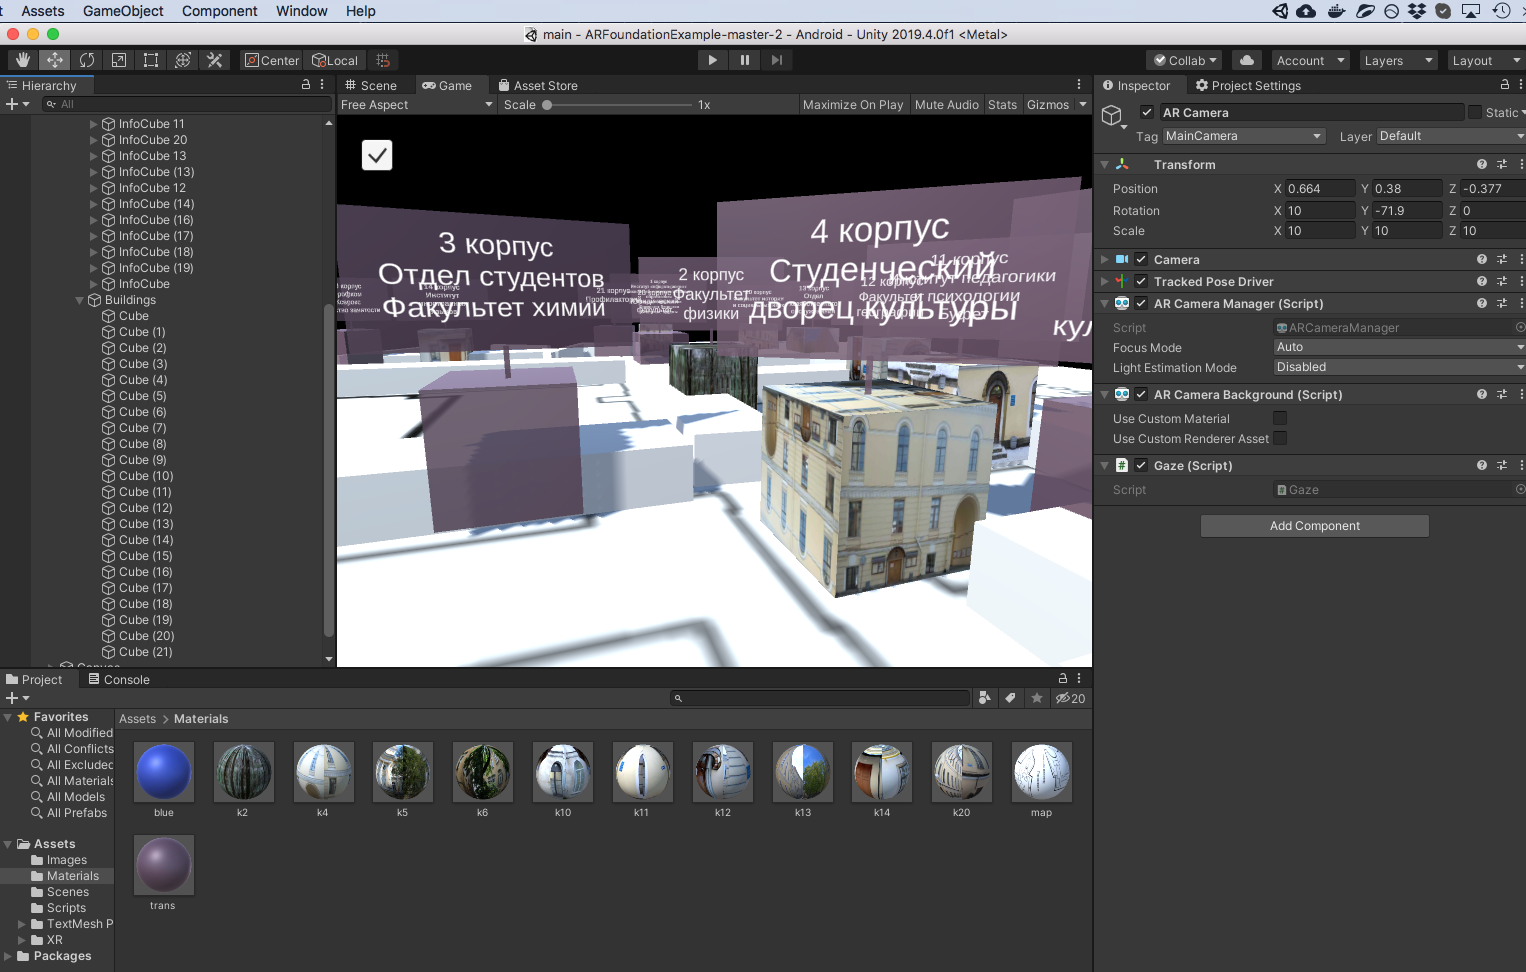 Assets GameObject Component Window Help
main - ARFoundationExample-master-2 - Android - Unity 2019.4.0f1 <Metal>
Center Local Collab Account Layers Layout
Hierarchy
All
InfoCube 11
InfoCube 20
InfoCube 13
InfoCube (13)
InfoCube 12
InfoCube (14)
InfoCube (16)
InfoCube (17)
InfoCube (18)
InfoCube (19)
InfoCube
Buildings
Cube
Cube (1)
Cube (2)
Cube (3)
Cube (4)
Cube (5)
Cube (6)
Cube (7)
Cube (8)
Cube (9)
Cube (10)
Cube (11)
Cube (12)
Cube (13)
Cube (14)
Cube (15)
Cube (16)
Cube (17)
Cube (18)
Cube (19)
Cube (20)
Cube (21)
Scene Game Asset Store
Free Aspect Scale 1x Maximize On Play Mute Audio Stats Gizmos
3 корпус
Отдел студентов
Факультет химии
2 корпус
Факультет
физики
4 корпус
Студенческий
дворец культуры
11 корпус
Институт педагогики
психологии
12 корпус
Факультет
14 корпус
Институт
21 корпус
Inspector Project Settings
AR Camera Static
Tag MainCamera Layer Default
Transform
Position X 0.664 Y 0.38 Z -0.377
Rotation X 10 Y -71.9 Z 0
Scale X 10 Y 10 Z 10
Camera
Tracked Pose Driver
AR Camera Manager (Script)
Script ARCameraManager
Focus Mode Auto
Light Estimation Mode Disabled
AR Camera Background (Script)
Use Custom Material
Use Custom Renderer Asset
Gaze (Script)
Script Gaze
Add Component
Project Console
20
Favorites
All Modified
All Conflicts
All Excluded
All Materials
All Models
All Prefabs
Assets
Images
Materials
Scenes
Scripts
TextMesh P
XR
Packages
Assets > Materials
blue k2 k4 k5 k6 k10 k11 k12 k13 k14 k20 map
trans